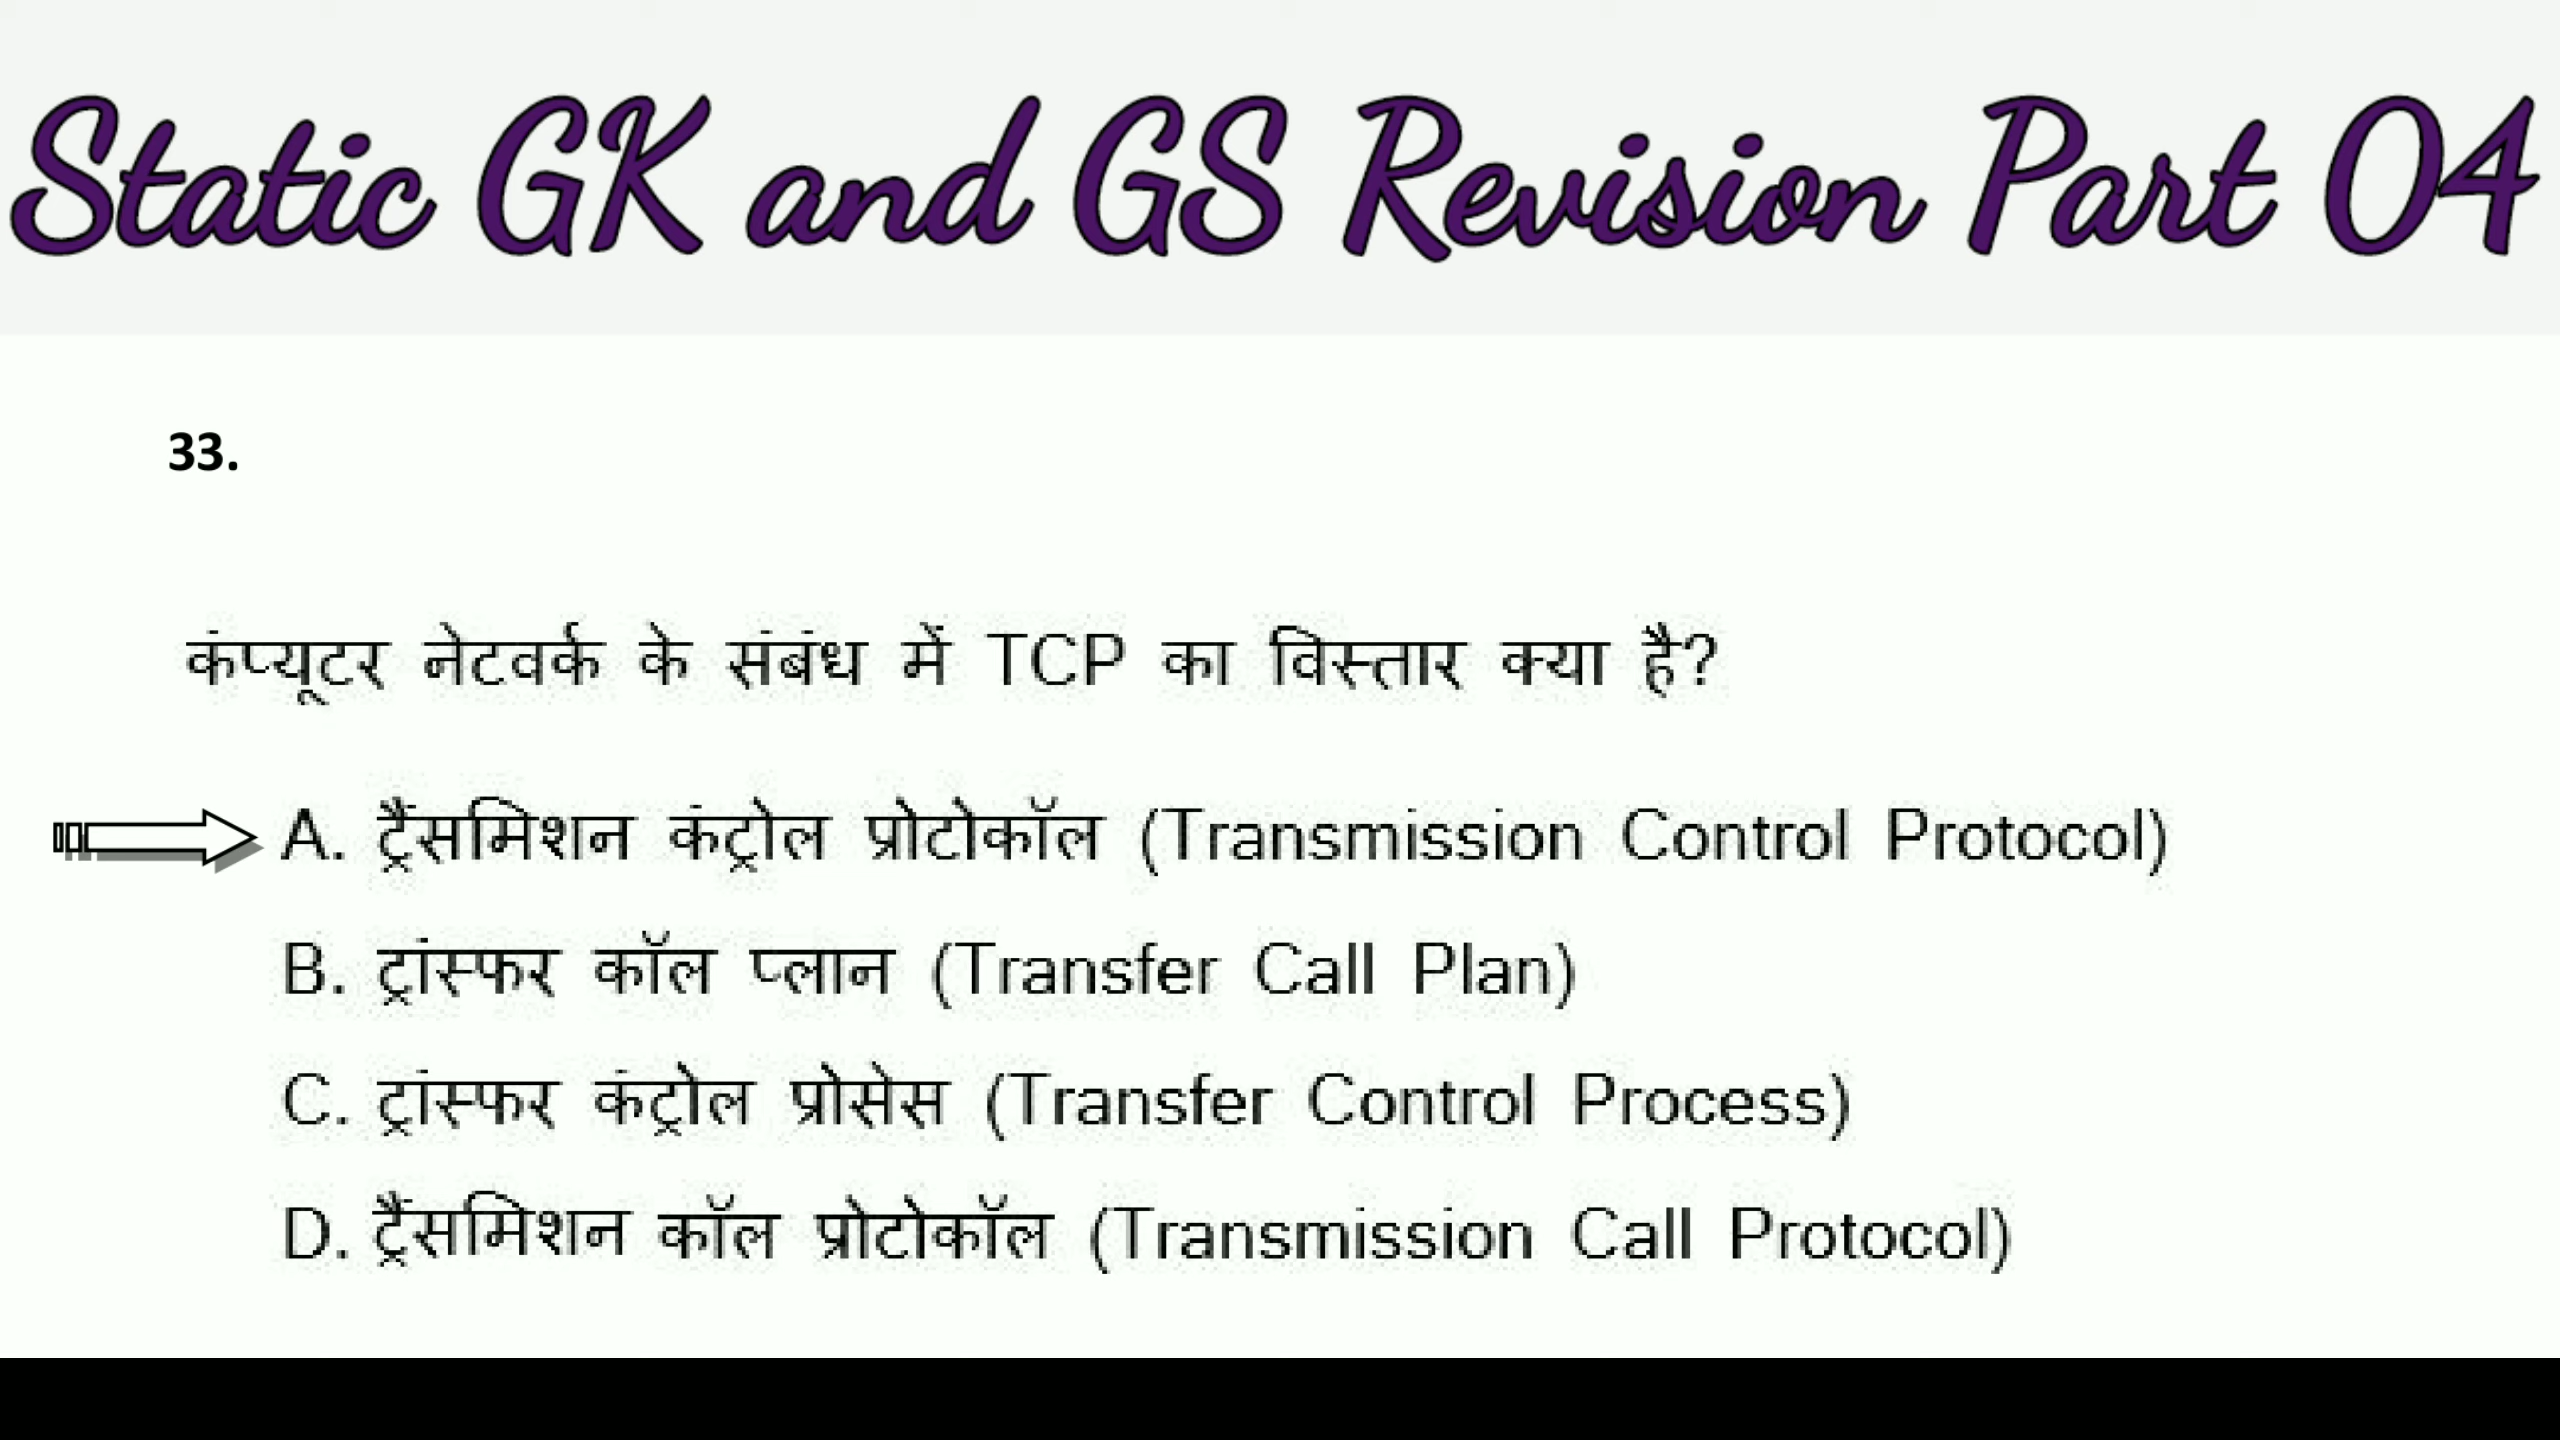 Static GK and GS Revision Part 04
33.
कंप्यूटर नेटवर्क के संबंध में TCP का विस्तार क्या है?
A. ट्रैंसमिशन कंट्रोल प्रोटोकॉल (Transmission Control Protocol)
B. ट्रांस्फर कॉल प्लान (Transfer Call Plan)
C. ट्रांस्फर कंट्रोल प्रोसेस (Transfer Control Process)
D. ट्रैंसमिशन कॉल प्रोटोकॉल (Transmission Call Protocol)